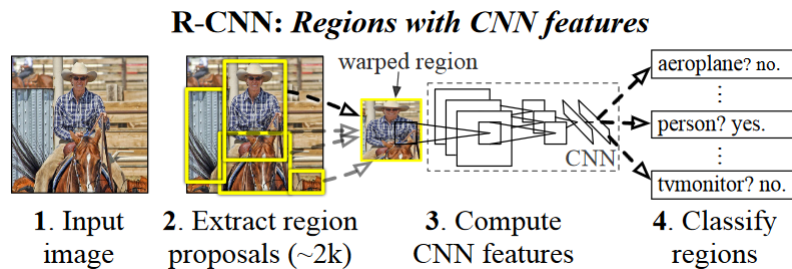 R-CNN: Regions with CNN features
warped region
aeroplane? no.
⋮
person? yes.
CNN
⋮
tvmonitor? no.
1. Input
image
2. Extract region
proposals (~2k)
3. Compute
CNN features
4. Classify
regions